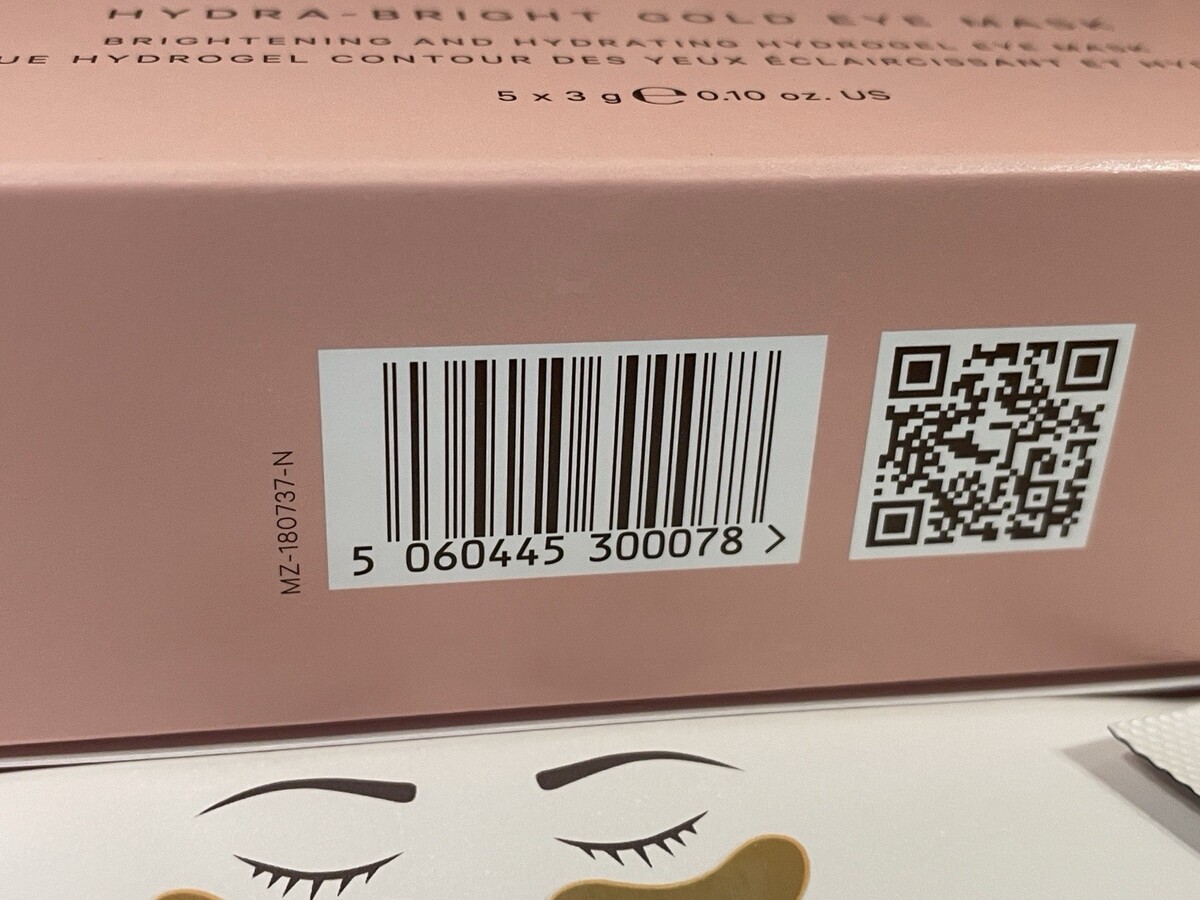 HYDRA-BRIGHT GOLD EYE MASK
BRIGHTENING AND HYDRATING HYDROGEL EYE MASK
UE HYDROGEL CONTOUR DES YEUX ÉCLAIRCISSANT ET HY
5 x 3 g e 0.10 oz. US
MZ-180737-N
5 060445 300078 >